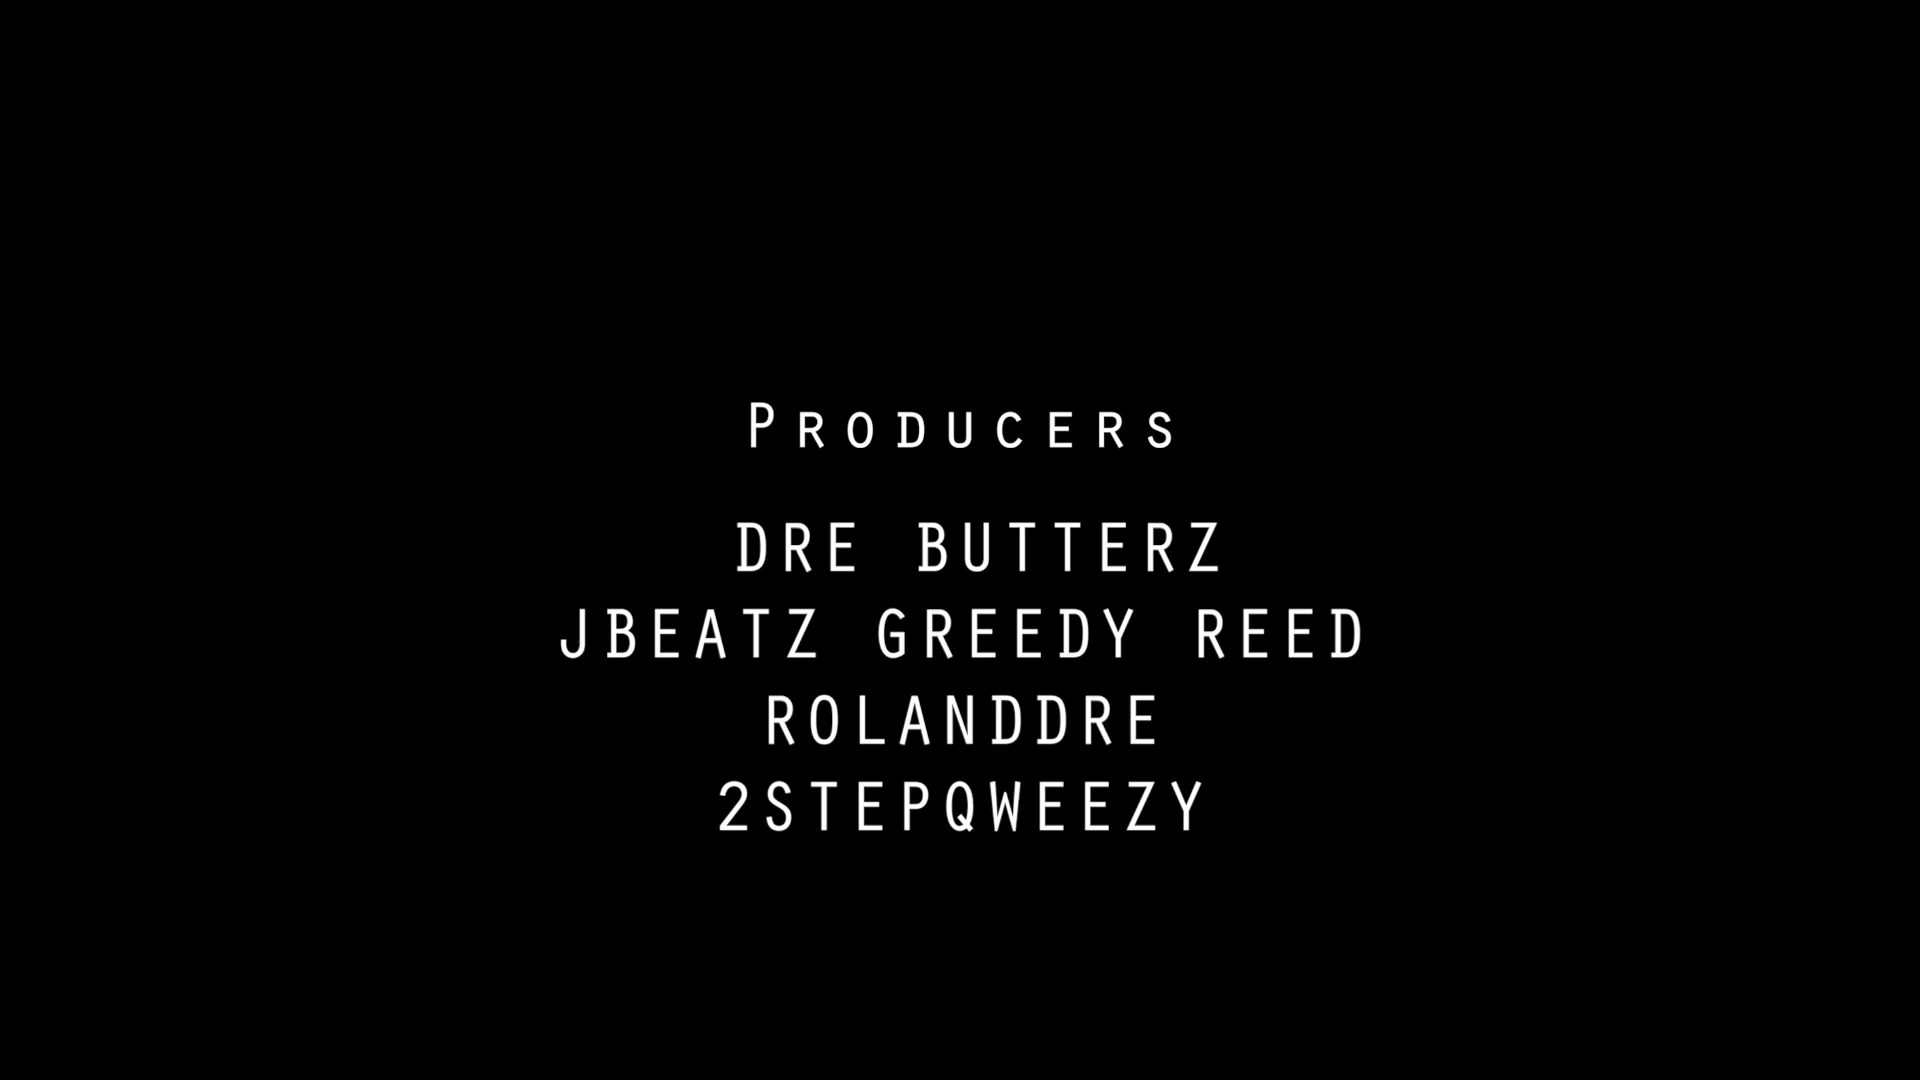 Producers
DRE BUTTERZ
JBEATZ GREEDY REED
ROLANDDRE
2STEPQWEEZY